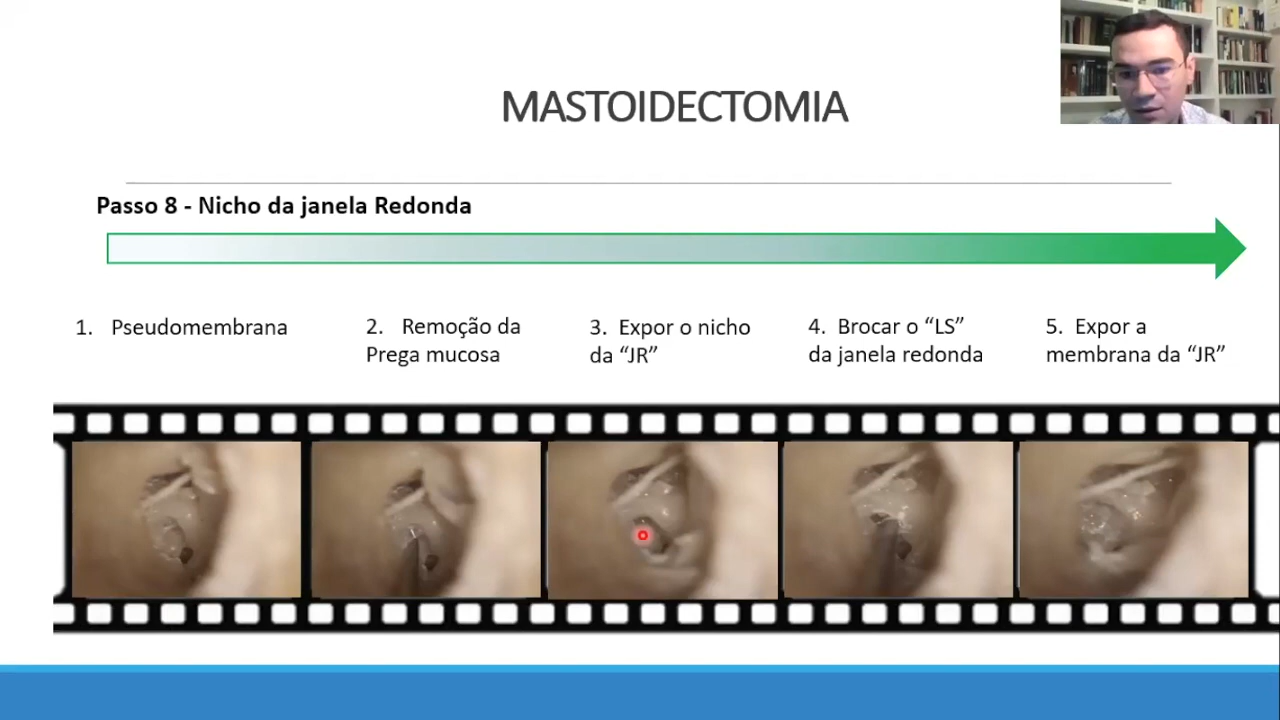 MASTOIDECTOMIA
Passo 8 - Nicho da janela Redonda
1. Pseudomembrana
2. Remoção da
Prega mucosa
3. Expor o nicho
da “JR”
4. Brocar o “LS”
da janela redonda
5. Expor a
membrana da “JR”